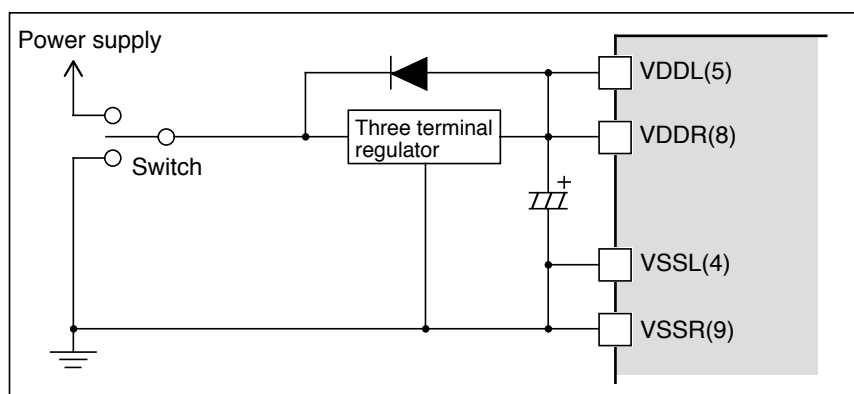 Power supply
VDDL(5)
Three terminal
regulator
VDDR(8)
Switch
+
VSSL(4)
VSSR(9)